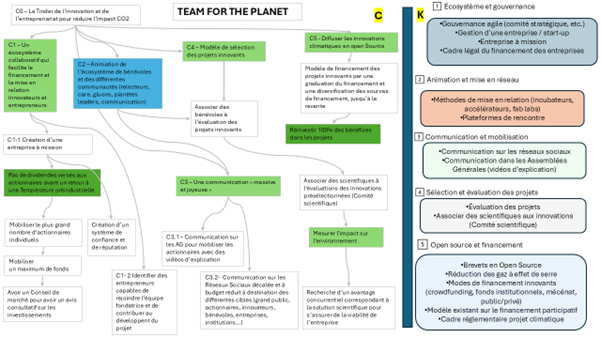 TEAM FOR THE PLANET
C
K
C0 – Le Tinder de l'Innovation et de
l'entreprenariat pour réduire l'impact CO2
C1 – Un
écosystème
collaboratif qui
facilite le
financement et
la mise en
relation
innovateurs et
entrepreneurs
C2 - Animation de
l'écosystème de bénévoles et
des différentes
communautés (relecteurs,
care, gluons, planètes
leaders, communication)
C4 – Modèle de sélection
des projets innovants
C5 - Diffuser les innovations
climatiques en open Source
Modèle de financement des
projets innovants par une
graduation du financement et
une diversification des sources
de financement, jusqu'à la
revente
Associer des
bénévoles à
l'évaluation des
projets innovants
Réinvestir 100% des bénéfices
dans les projets
C1-1 Création d'une
entreprise à mission
Pas de dividendes versés aux
actionnaires avant un retour à
une Température préindustrielle
C3 – Une communication « massive
et joyeuse »
Associer des scientifiques à
l'évaluations des innovations
présélectionnées (Comité
scientifique)
Mobiliser le plus grand
nombre d'actionnaires
individuels
Création d'un
système de
confiance et
de réputation
C3.1 – Communication sur
les AG pour mobiliser les
actionnaires avec des
vidéos d'explication
Mesurer l'impact sur
l'environnement
Mobiliser
un maximum de fonds
Avoir un Conseil de
marché pour avoir un avis
consultatif sur les
investissements
C1- 2 Identifier des
entrepreneurs
capables de
rejoindre l'équipe
fondatrice et de
contribuer au
développement du
projet
C3.2- Communication sur les
Réseaux Sociaux décalée et à
budget réduit à destination des
différentes cibles (grand public,
actionnaires, innovateurs,
bénévoles, entreprises,
institutions...)
Recherche d'un avantage
concurrentiel correspondant à
la solution scientifique pour
s'assurer de la viabilité de
l'entreprise
1 Ecosystème et gouvernance
•Gouvernance agile (comité stratégique, etc.)
•Gestion d'une entreprise / start-up
•Entreprise à mission
•Cadre légal du financement des entreprises
2 Animation et mise en réseau
•Méthodes de mise en relation (incubateurs,
accélérateurs, fab labs)
•Plateformes de rencontre
3 Communication et mobilisation
•Communication sur les réseaux sociaux
•Communication dans les Assemblées
Générales (vidéos d'explication)
4 Sélection et évaluation des projets
•Évaluation des projets
•Associer des scientifiques aux innovations
(Comité scientifique)
5 Open source et financement
•Brevets en Open Source
•Réduction des gaz à effet de serre
•Modes de financement innovants
(crowdfunding, fonds institutionnels, mécénat,
public/privé)
•Modèle existant sur le financement participatif
•Cadre réglementaire projet climatique